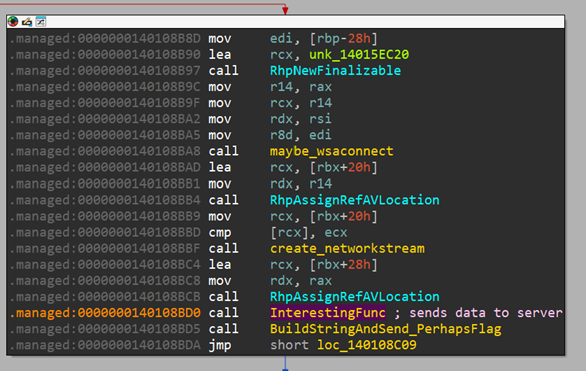 .managed:0000000140108B8D mov edi, [rbp-28h]
.managed:0000000140108B90 lea rcx, unk_14015EC20
.managed:0000000140108B97 call RhpNewFinalizable
.managed:0000000140108B9C mov r14, rax
.managed:0000000140108B9F mov rcx, r14
.managed:0000000140108BA2 mov rdx, rsi
.managed:0000000140108BA5 mov r8d, edi
.managed:0000000140108BA8 call maybe_wsaconnect
.managed:0000000140108BAD lea rcx, [rbx+20h]
.managed:0000000140108BB1 mov rdx, r14
.managed:0000000140108BB4 call RhpAssignRefAVLocation
.managed:0000000140108BB9 mov rcx, [rbx+20h]
.managed:0000000140108BBD cmp [rcx], ecx
.managed:0000000140108BBF call create_networkstream
.managed:0000000140108BC4 lea rcx, [rbx+28h]
.managed:0000000140108BC8 mov rdx, rax
.managed:0000000140108BCB call RhpAssignRefAVLocation
.managed:0000000140108BD0 call InterestingFunc ; sends data to server
.managed:0000000140108BD5 call BuildStringAndSend_PerhapsFlag
.managed:0000000140108BDA jmp short loc_140108C09